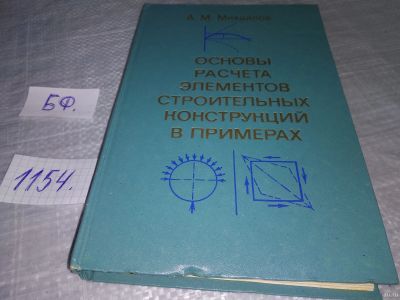 А. М. Михайлов
ОСНОВЫ
РАСЧЕТА
ЭЛЕМЕНТОВ
СТРОИТЕЛЬНЫХ
КОНСТРУКЦИЙ
В ПРИМЕРАХ
БФ.
1154.